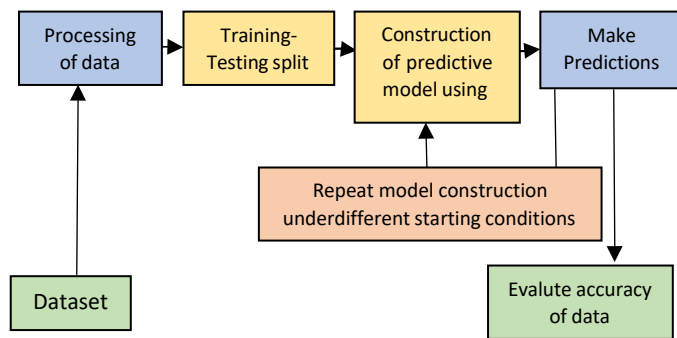 Processing
of data
Training-
Testing split
Construction
of predictive
model using
Make
Predictions
Repeat model construction
underdifferent starting conditions
Dataset
Evalute accuracy
of data